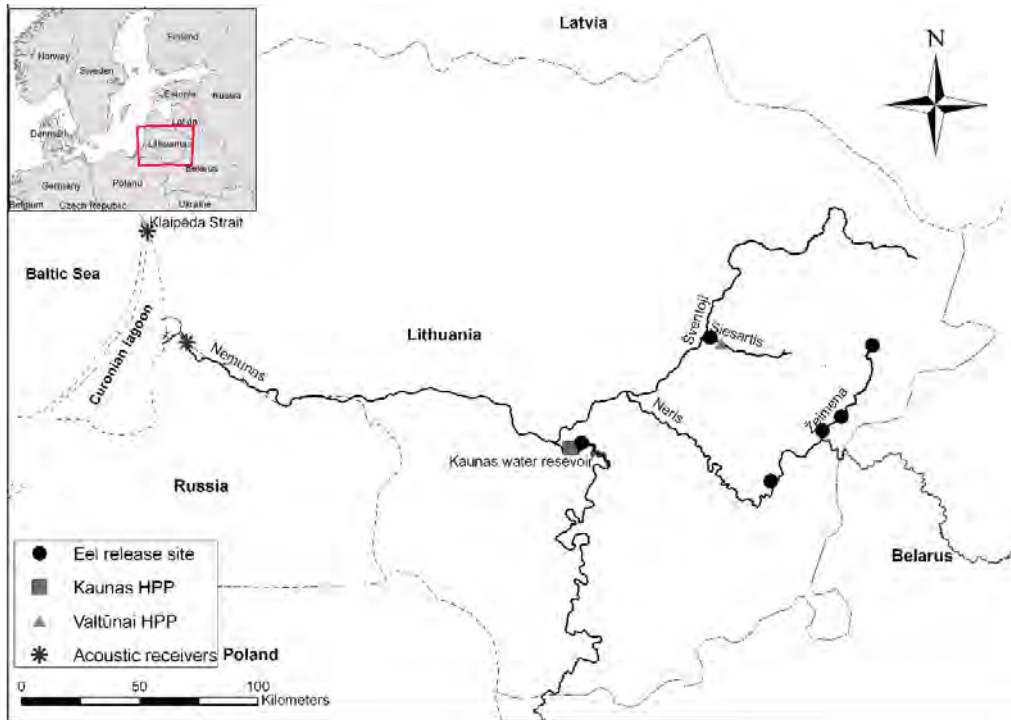 Latvia
N
Norway
Finland
Sweden
Estonia
Russia
Latvia
Denmark
Lithuania
Belarus
Germany
Poland
Belgium
Czech Republic
Ukraine
Klaipėda Strait
Baltic Sea
Curonian lagoon
Nemunas
Lithuania
Šventoji
Siesartis
Neris
Žeimena
Kaunas water resevoir
Russia
Belarus
Eel release site
Kaunas HPP
Valtūnai HPP
Acoustic receivers
Poland
0 50 100
Kilometers